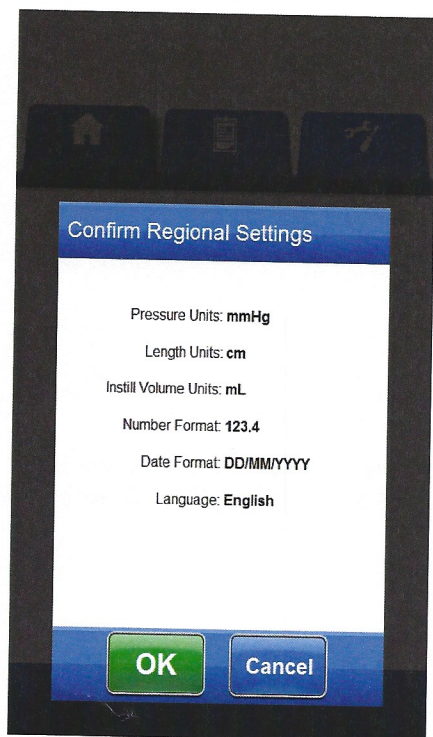 Confirm Regional Settings
Pressure Units: mmHg
Length Units: cm
Instill Volume Units: mL
Number Format: 123.4
Date Format: DD/MM/YYYY
Language: English
OK
Cancel